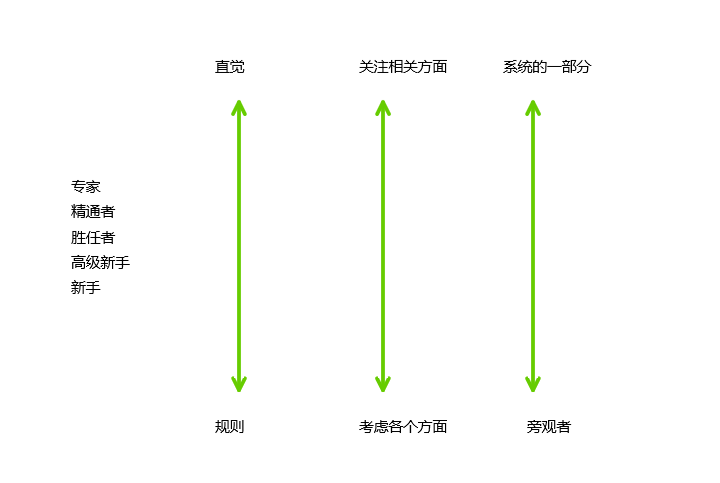 直觉
关注相关方面
系统的一部分
专家
精通者
胜任者
高级新手
新手
规则
考虑各个方面
旁观者